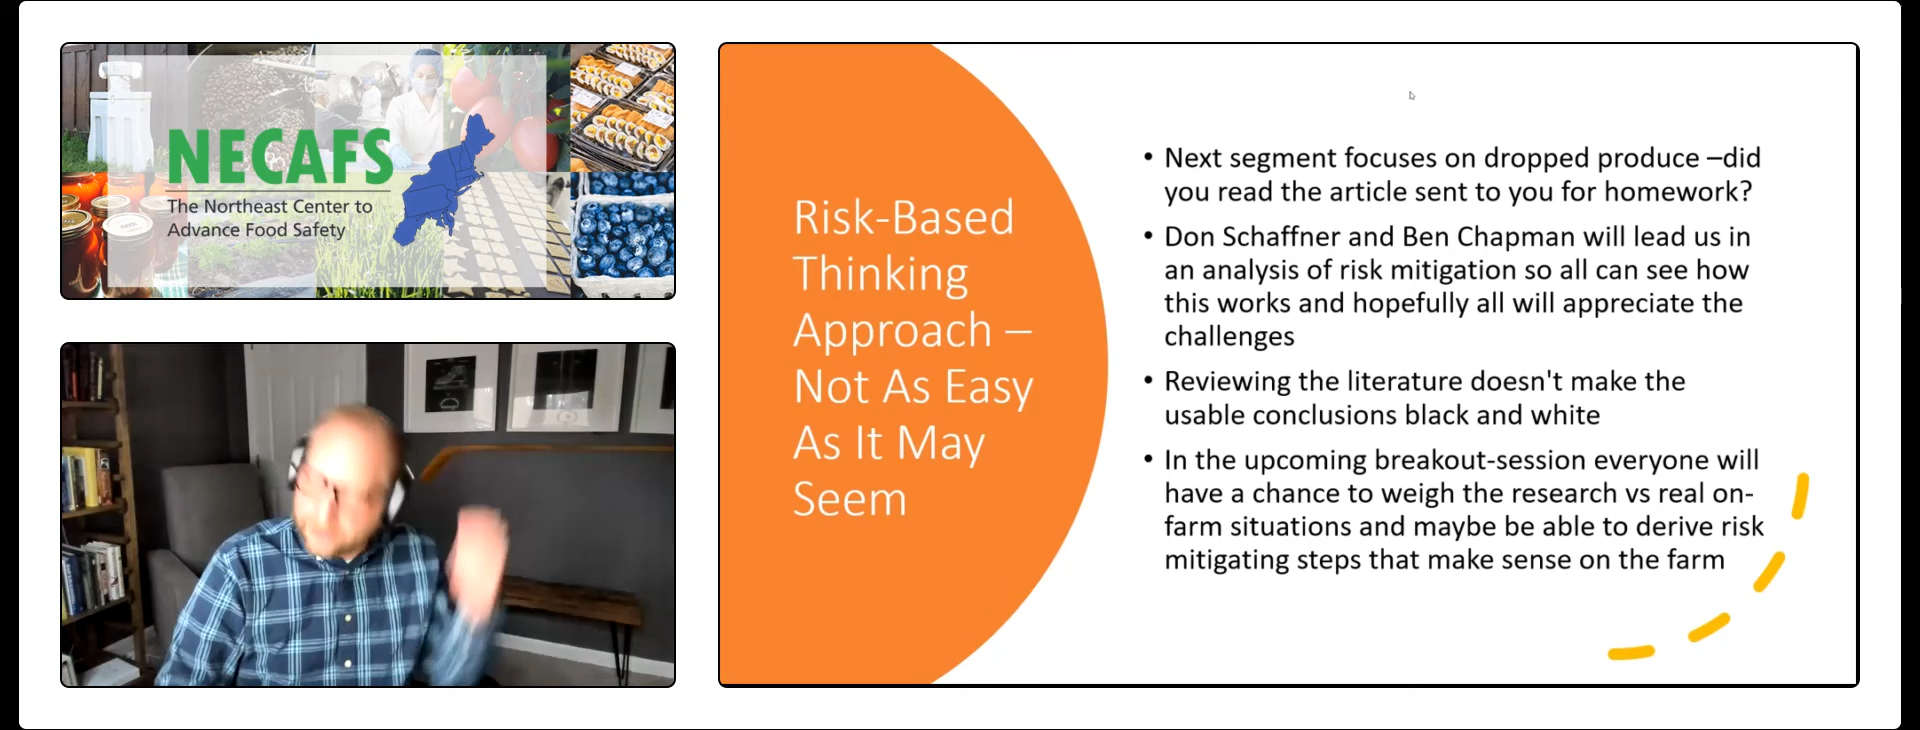 NECAFS
The Northeast Center to
Advance Food Safety
Risk-Based
Thinking
Approach –
Not As Easy
As It May
Seem
• Next segment focuses on dropped produce –did
you read the article sent to you for homework?
• Don Schaffner and Ben Chapman will lead us in
an analysis of risk mitigation so all can see how
this works and hopefully all will appreciate the
challenges
• Reviewing the literature doesn't make the
usable conclusions black and white
• In the upcoming breakout-session everyone will
have a chance to weigh the research vs real on-
farm situations and maybe be able to derive risk
mitigating steps that make sense on the farm